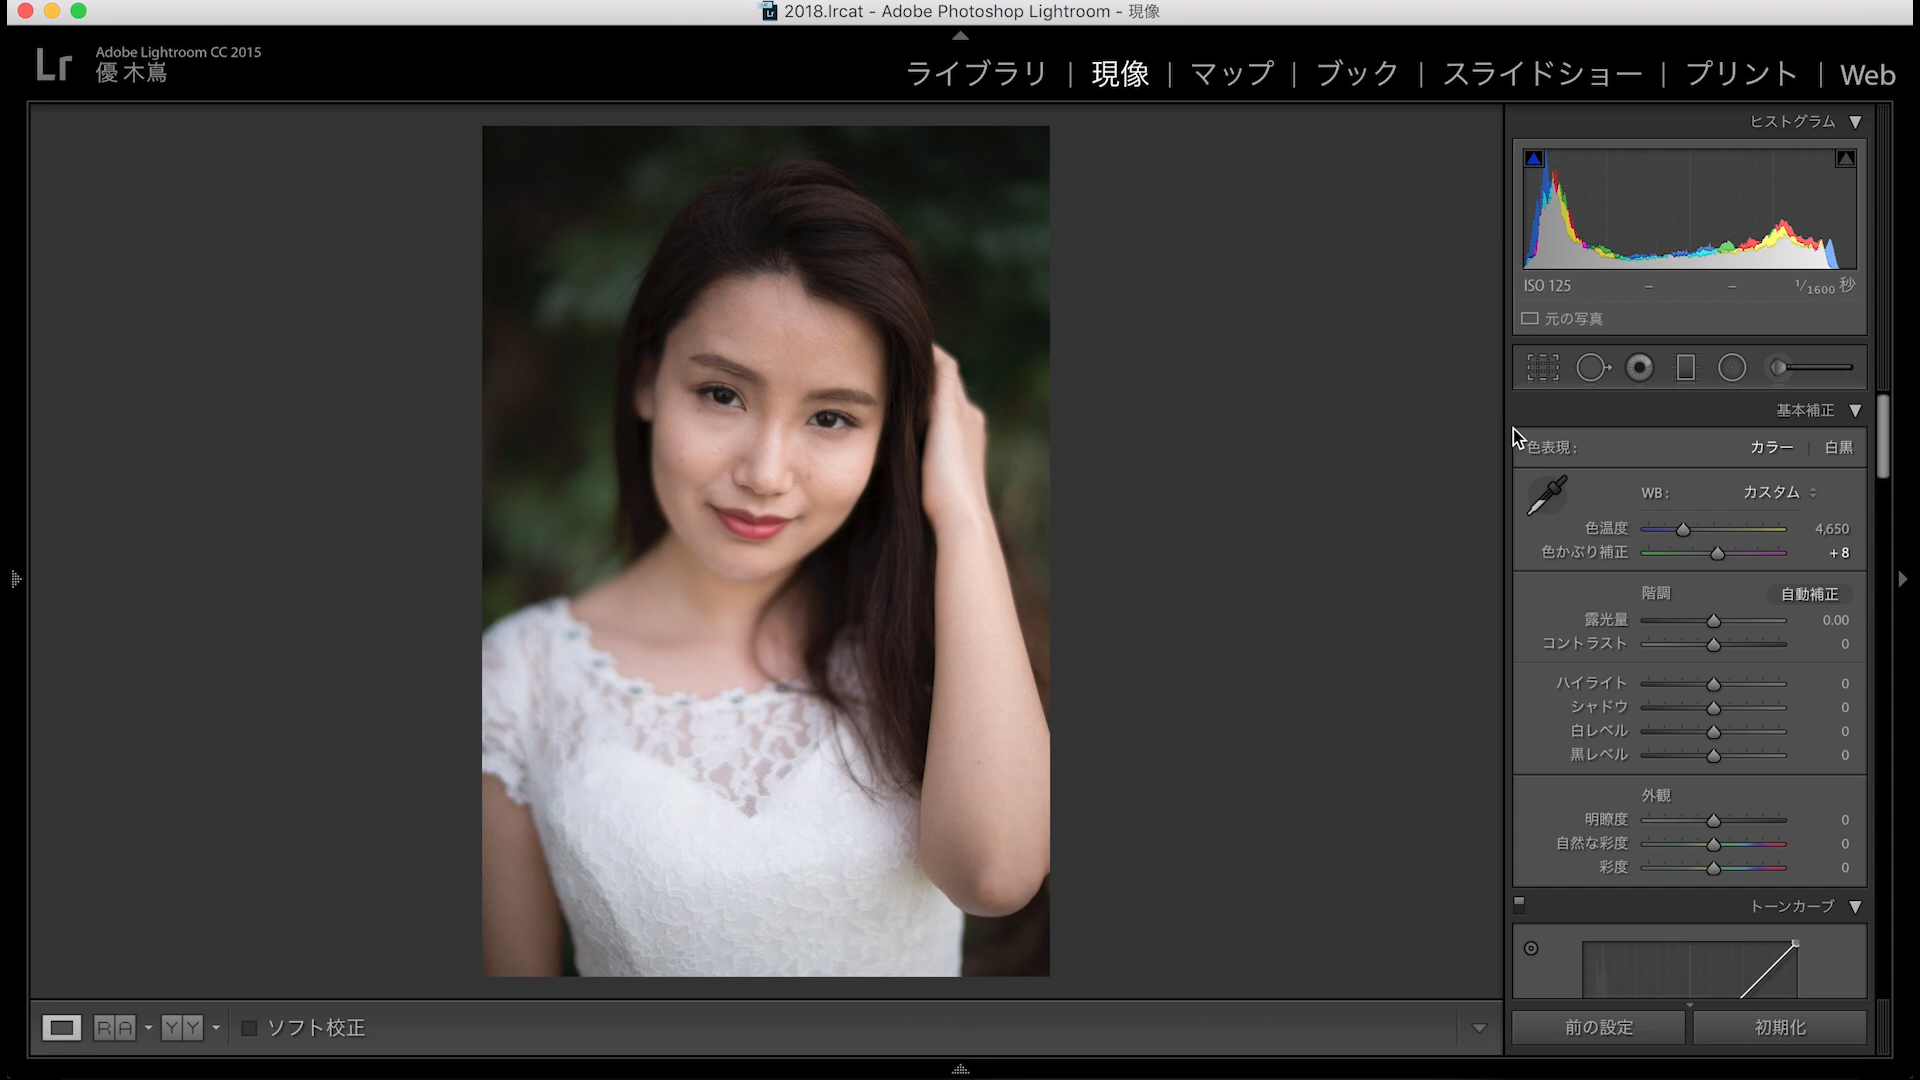 2018.lrcat - Adobe Photoshop Lightroom - 現像
Lr
Adobe Lightroom CC 2015
優 木嶌
ライブラリ | 現像 | マップ | ブック | スライドショー | プリント | Web
ヒストグラム
ISO 125 – – 1/1600 秒
元の写真
基本補正
色表現 : カラー | 白黒
WB : カスタム
色温度 4,650
色かぶり補正 + 8
階調 自動補正
露光量 0.00
コントラスト 0
ハイライト 0
シャドウ 0
白レベル 0
黒レベル 0
外観
明瞭度 0
自然な彩度 0
彩度 0
トーンカーブ
R A
Y Y
ソフト校正
前の設定
初期化